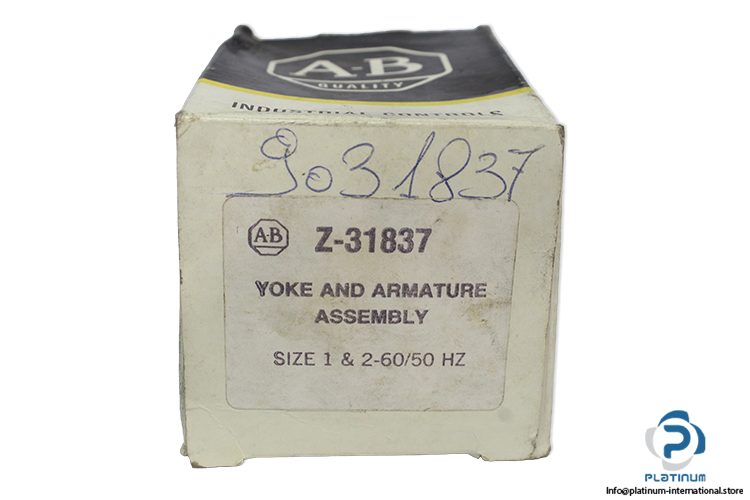 A-B
QUALITY
INDUSTRIAL CONTROLS
9031837
A-B Z-31837
YOKE AND ARMATURE
ASSEMBLY
SIZE 1 & 2-60/50 HZ
PLATINUM
Info@platinum-international.store